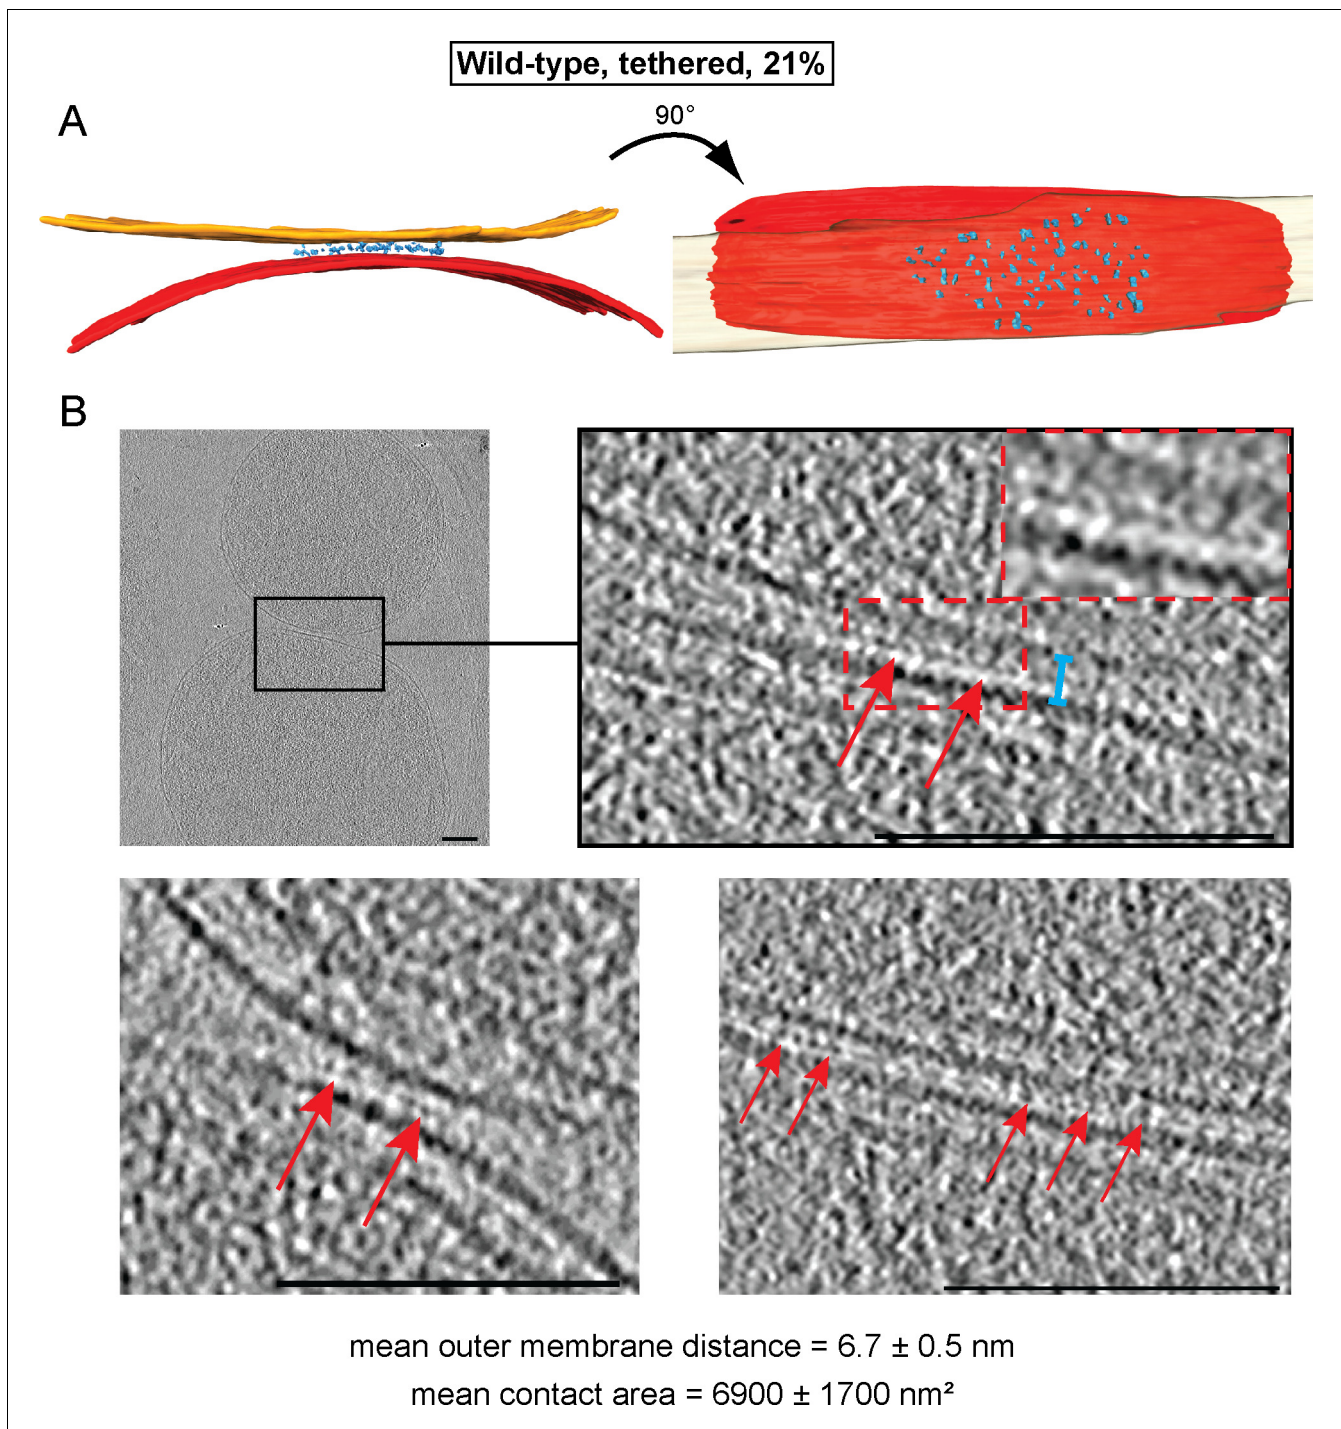 Wild-type, tethered, 21%
A
90°
B
mean outer membrane distance = 6.7 ± 0.5 nm
mean contact area = 6900 ± 1700 nm²